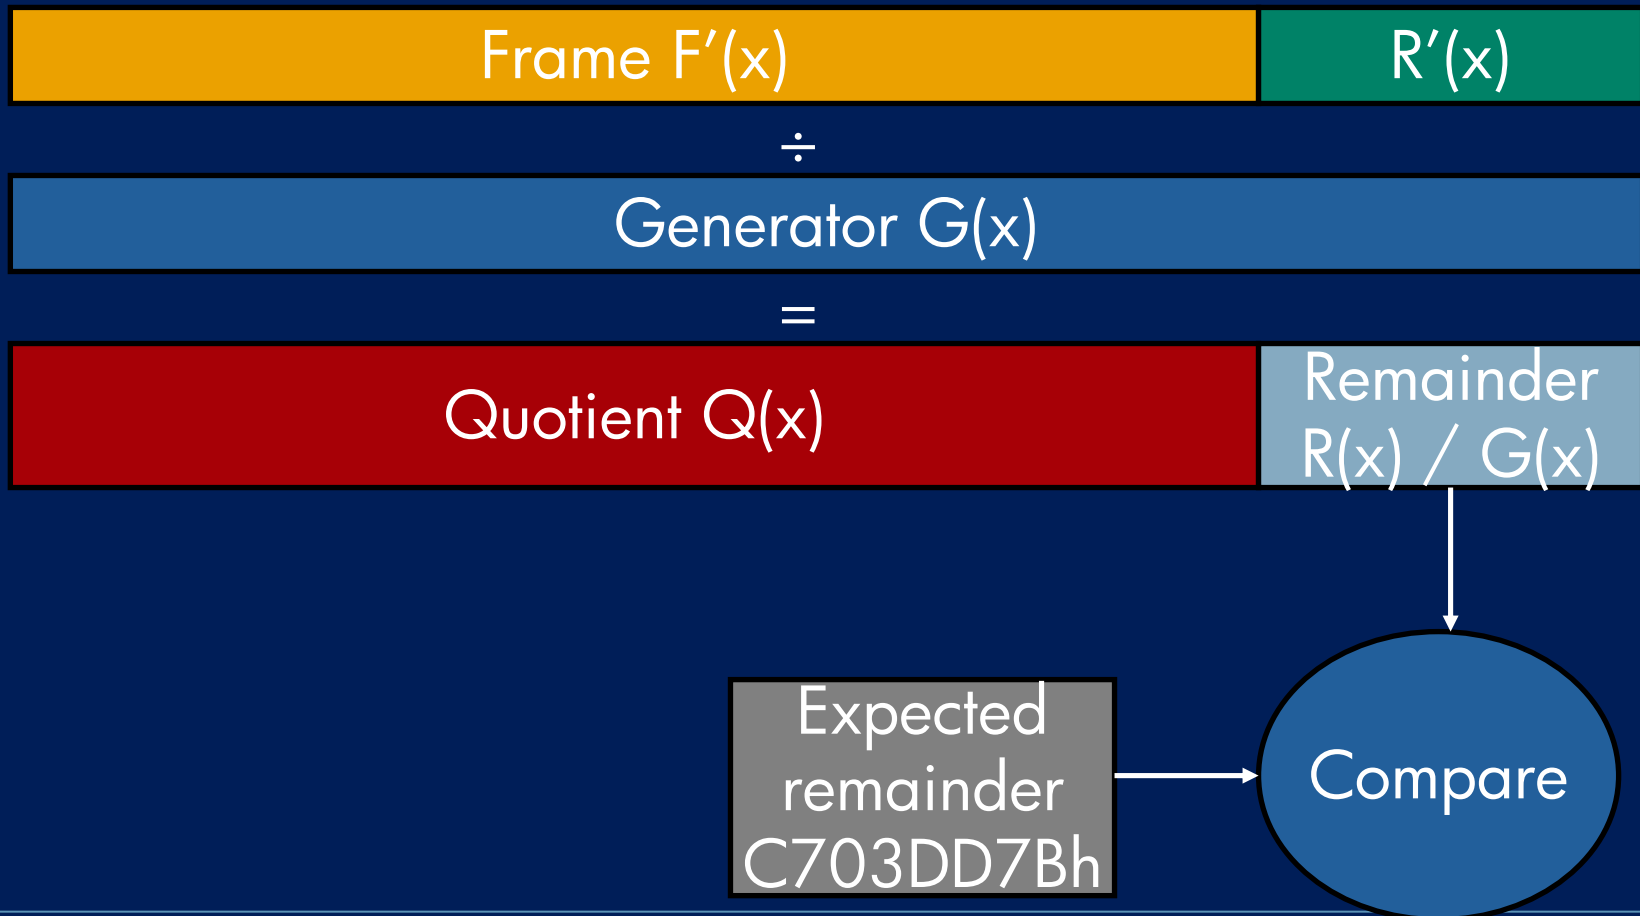 Frame F′(x)
R′(x)
÷
Generator G(x)
=
Quotient Q(x)
Remainder
R(x) / G(x)
Expected
remainder
C703DD7Bh
Compare